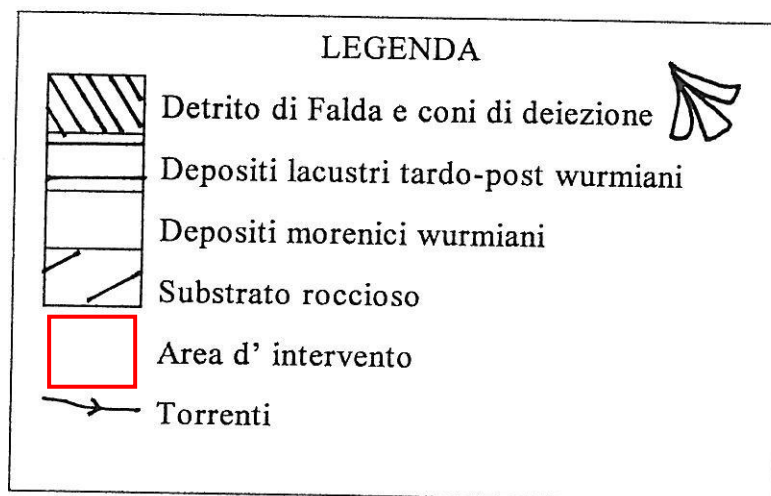 LEGENDA
Detrito di Falda e coni di deiezione
Depositi lacustri tardo-post wurmiani
Depositi morenici wurmiani
Substrato roccioso
Area d' intervento
Torrenti